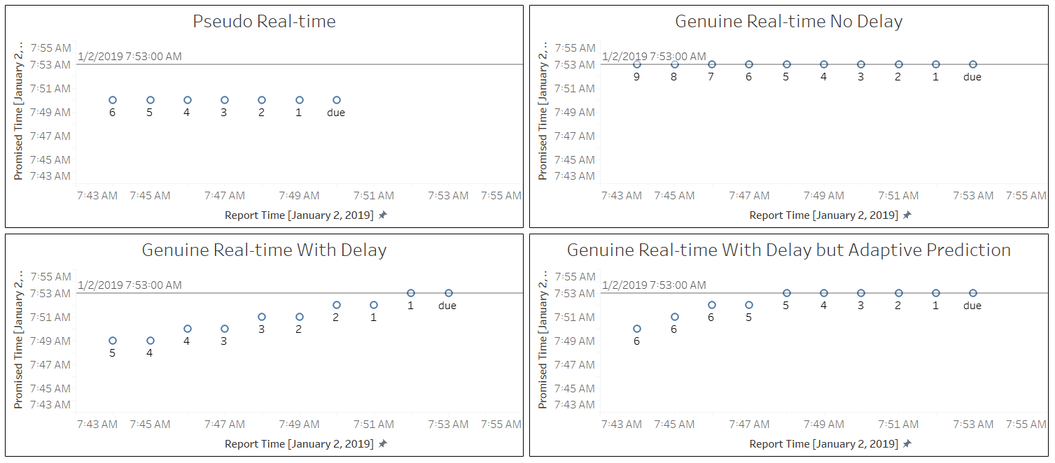 Pseudo Real-time
Promised Time [January 2, ..
7:55 AM
7:53 AM
7:51 AM
7:49 AM
7:47 AM
7:45 AM
7:43 AM
1/2/2019 7:53:00 AM
6 5 4 3 2 1 due
7:43 AM 7:45 AM 7:47 AM 7:49 AM 7:51 AM 7:53 AM 7:55 AM
Report Time [January 2, 2019]
Genuine Real-time No Delay
Promised Time [January 2, ..
7:55 AM
7:53 AM
7:51 AM
7:49 AM
7:47 AM
7:45 AM
7:43 AM
1/2/2019 7:53:00 AM
9 8 7 6 5 4 3 2 1 due
7:43 AM 7:45 AM 7:47 AM 7:49 AM 7:51 AM 7:53 AM 7:55 AM
Report Time [January 2, 2019]
Genuine Real-time With Delay
Promised Time [January 2, ..
7:55 AM
7:53 AM
7:51 AM
7:49 AM
7:47 AM
7:45 AM
7:43 AM
1/2/2019 7:53:00 AM
5 4 4 3 3 2 2 1 1 due
7:43 AM 7:45 AM 7:47 AM 7:49 AM 7:51 AM 7:53 AM 7:55 AM
Report Time [January 2, 2019]
Genuine Real-time With Delay but Adaptive Prediction
Promised Time [January 2, ..
7:55 AM
7:53 AM
7:51 AM
7:49 AM
7:47 AM
7:45 AM
7:43 AM
1/2/2019 7:53:00 AM
6 6 6 5 5 4 3 2 1 due
7:43 AM 7:45 AM 7:47 AM 7:49 AM 7:51 AM 7:53 AM 7:55 AM
Report Time [January 2, 2019]